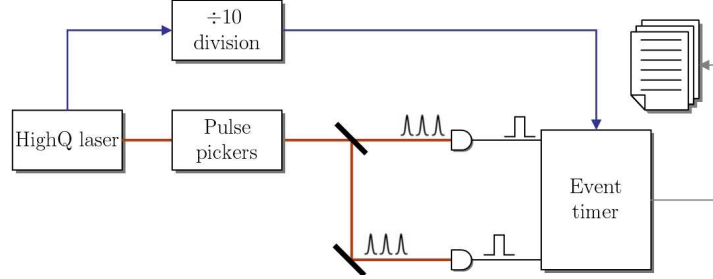 ÷10
division
HighQ laser
Pulse
pickers
Event
timer